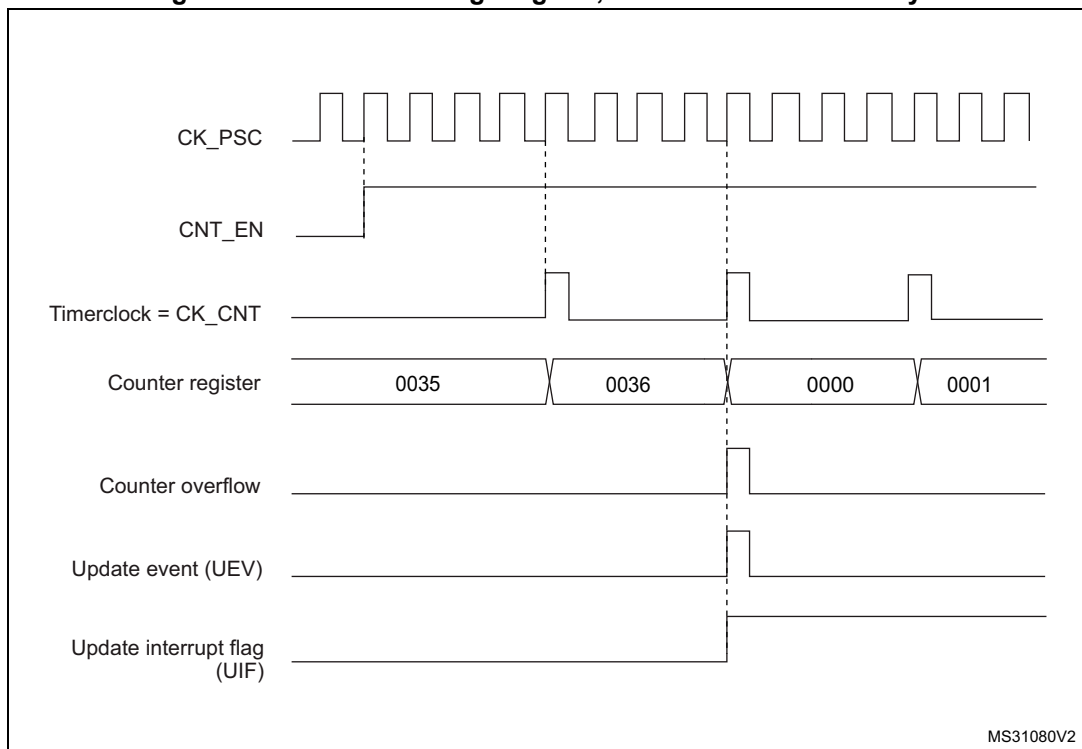 CK_PSC
CNT_EN
Timerclock = CK_CNT
Counter register
0035
0036
0000
0001
Counter overflow
Update event (UEV)
Update interrupt flag
(UIF)
MS31080V2